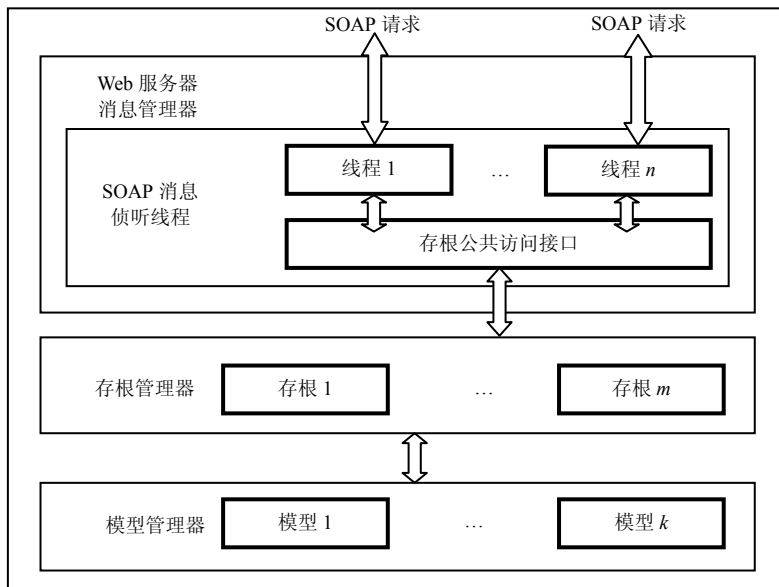 SOAP 请求
SOAP 请求
Web 服务器
消息管理器
线程 1
…
线程 n
SOAP 消息
侦听线程
存根公共访问接口
存根管理器
存根 1
…
存根 m
模型管理器
模型 1
…
模型 k